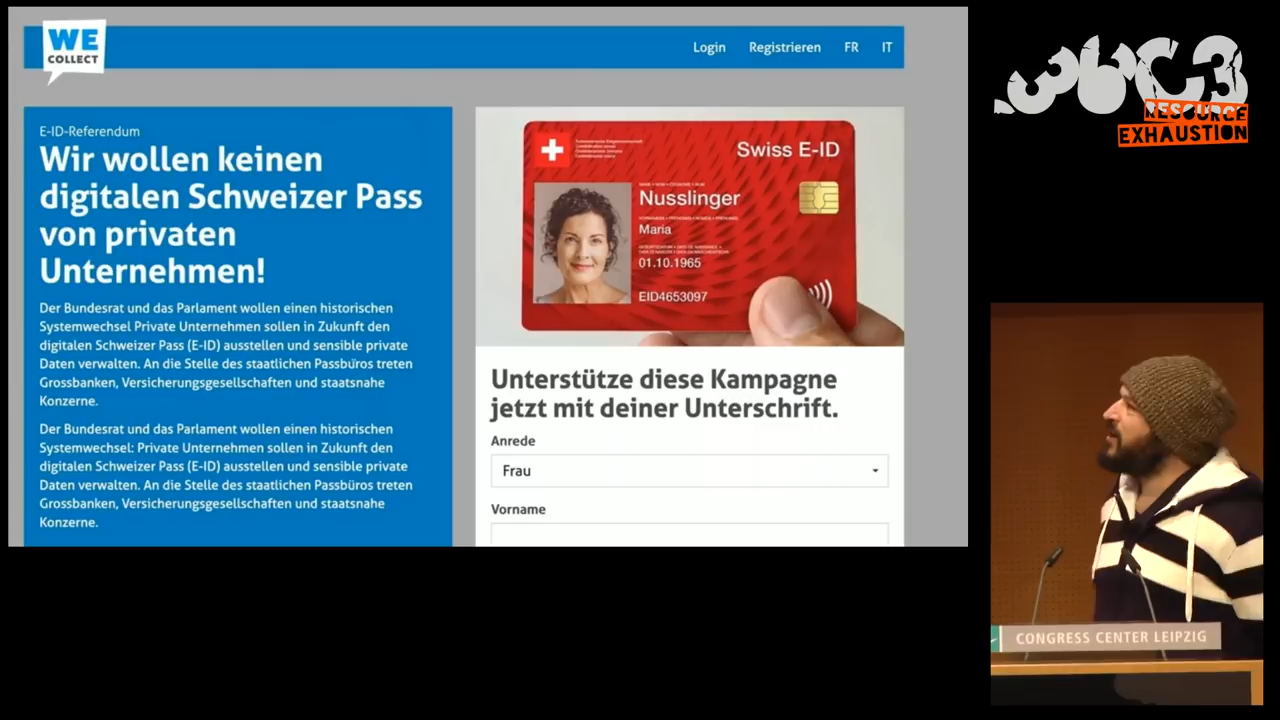 WE
COLLECT
Login
Registrieren
FR
IT
E-ID-Referendum
Wir wollen keinen
digitalen Schweizer Pass
von privaten
Unternehmen!
Der Bundesrat und das Parlament wollen einen historischen
Systemwechsel Private Unternehmen sollen in Zukunft den
digitalen Schweizer Pass (E-ID) ausstellen und sensible private
Daten verwalten. An die Stelle des staatlichen Passbüros treten
Grossbanken, Versicherungsgesellschaften und staatsnahe
Konzerne.
Der Bundesrat und das Parlament wollen einen historischen
Systemwechsel: Private Unternehmen sollen in Zukunft den
digitalen Schweizer Pass (E-ID) ausstellen und sensible private
Daten verwalten. An die Stelle des staatlichen Passbüros treten
Grossbanken, Versicherungsgesellschaften und staatsnahe
Konzerne.
Swiss E-ID
Nusslinger
Maria
01.10.1965
EID4653097
Unterstütze diese Kampagne
jetzt mit deiner Unterschrift.
Anrede
Frau
Vorname
36C3
RESOURCE
EXHAUSTION
CONGRESS CENTER LEIPZIG